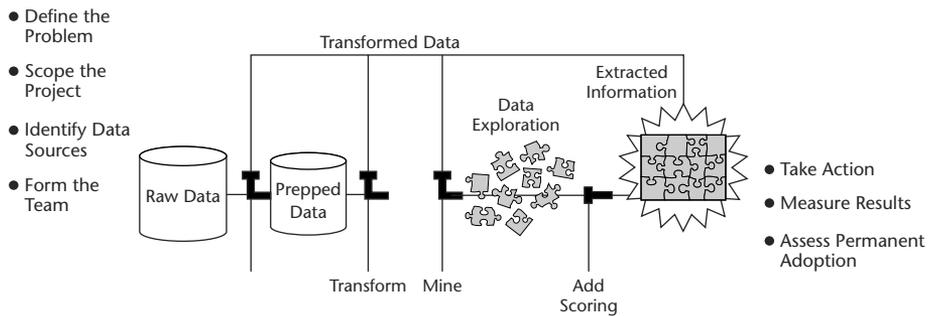 ● Define the
Problem
● Scope the
Project
● Identify Data
Sources
● Form the
Team
Transformed Data
Extracted
Information
Data
Exploration
Raw Data
Prepped
Data
Transform
Mine
Add
Scoring
● Take Action
● Measure Results
● Assess Permanent
Adoption